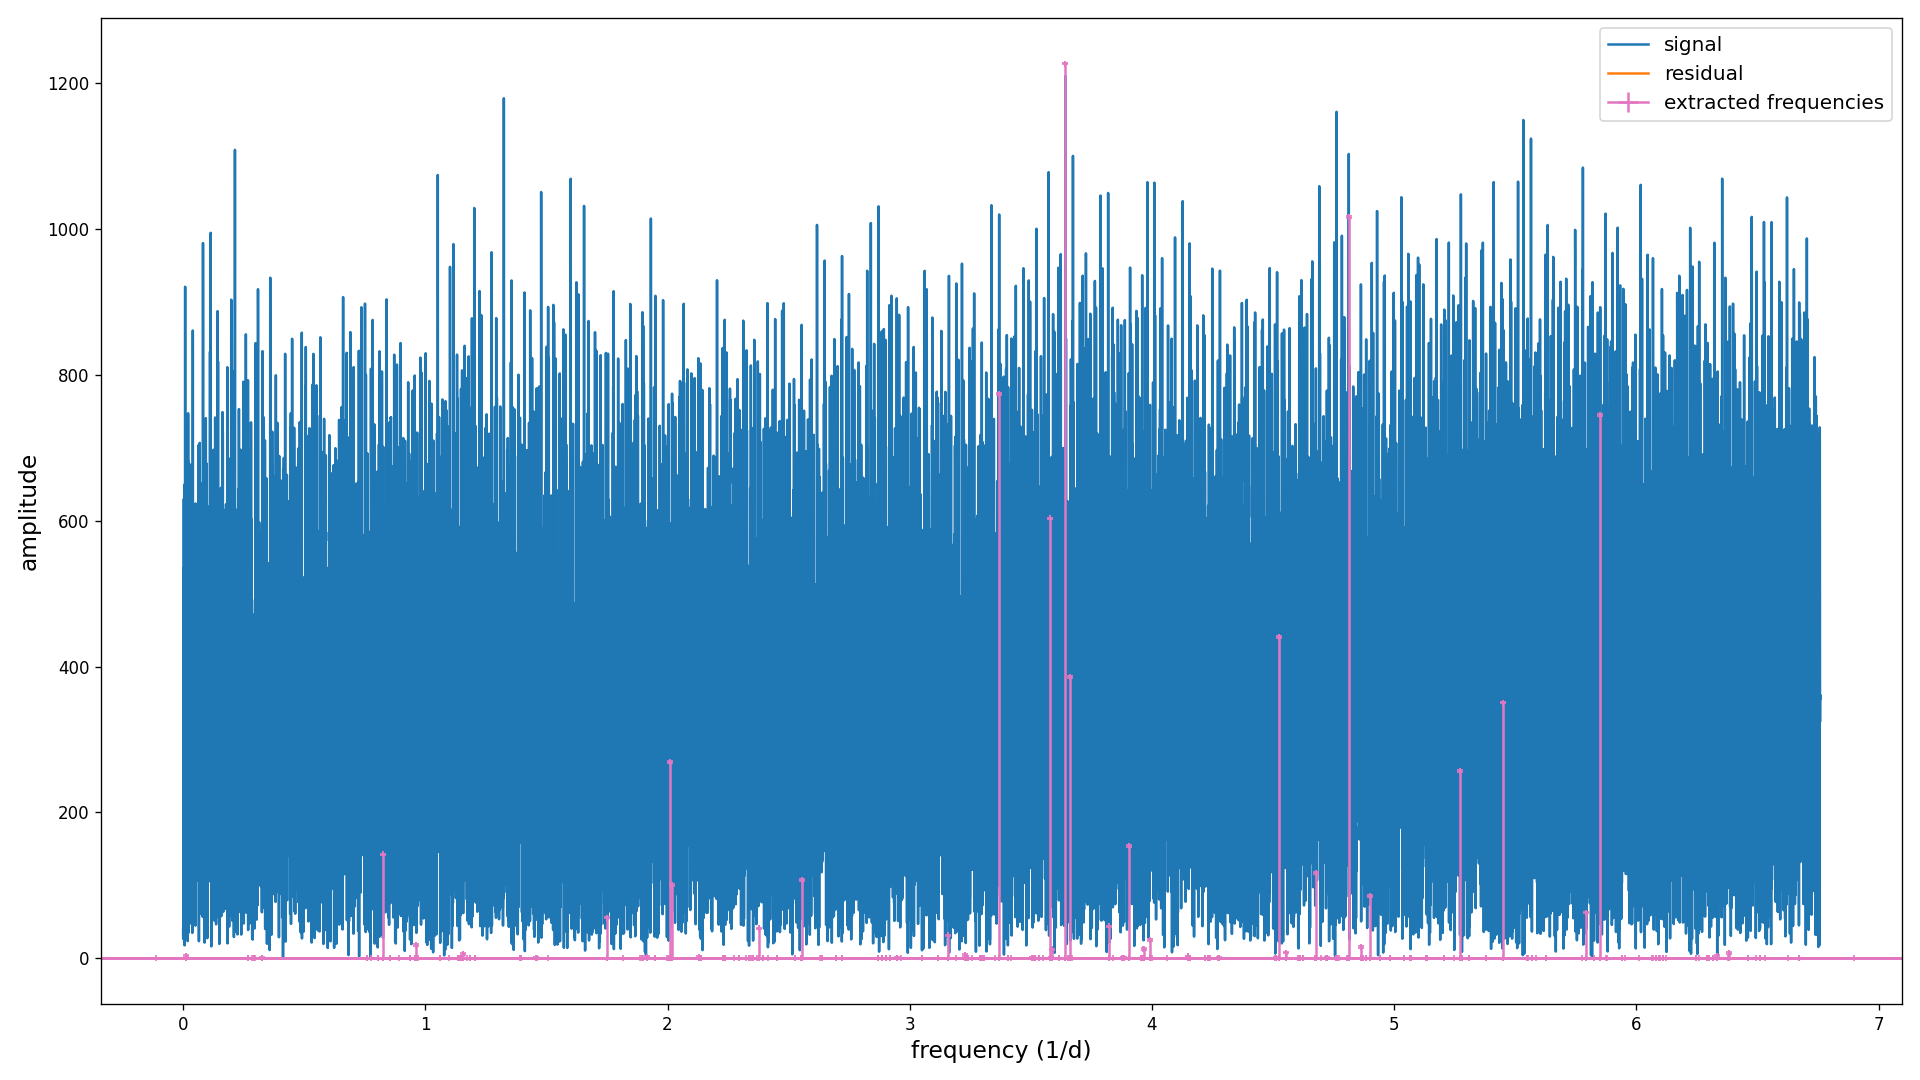 signal
residual
extracted frequencies
1200
1000
800
600
400
200
0
amplitude
0 1 2 3 4 5 6 7
frequency (1/d)